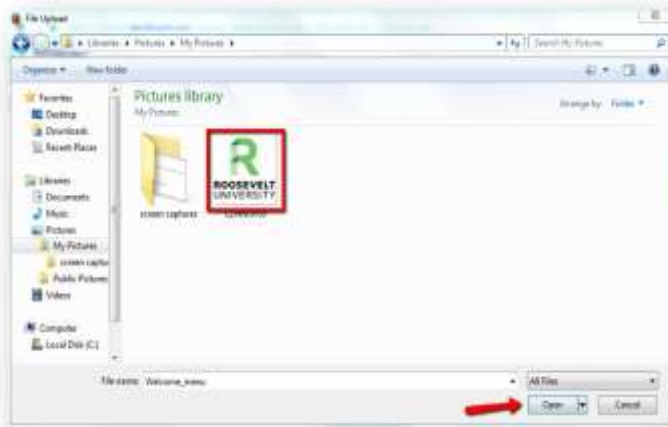 File Upload
Libraries ▸ Pictures ▸ My Pictures ▸
Search My Pictures
Organize
New folder
Favorites
Desktop
Downloads
Recent Places
Libraries
Documents
Music
Pictures
My Pictures
screen captu
Public Pictures
Videos
Computer
Local Disk (C:)
Pictures library
My Pictures
Arrange by: Folder
screen captures
R
ROOSEVELT
UNIVERSITY
File name: Welcome_menu
All Files
Open
Cancel